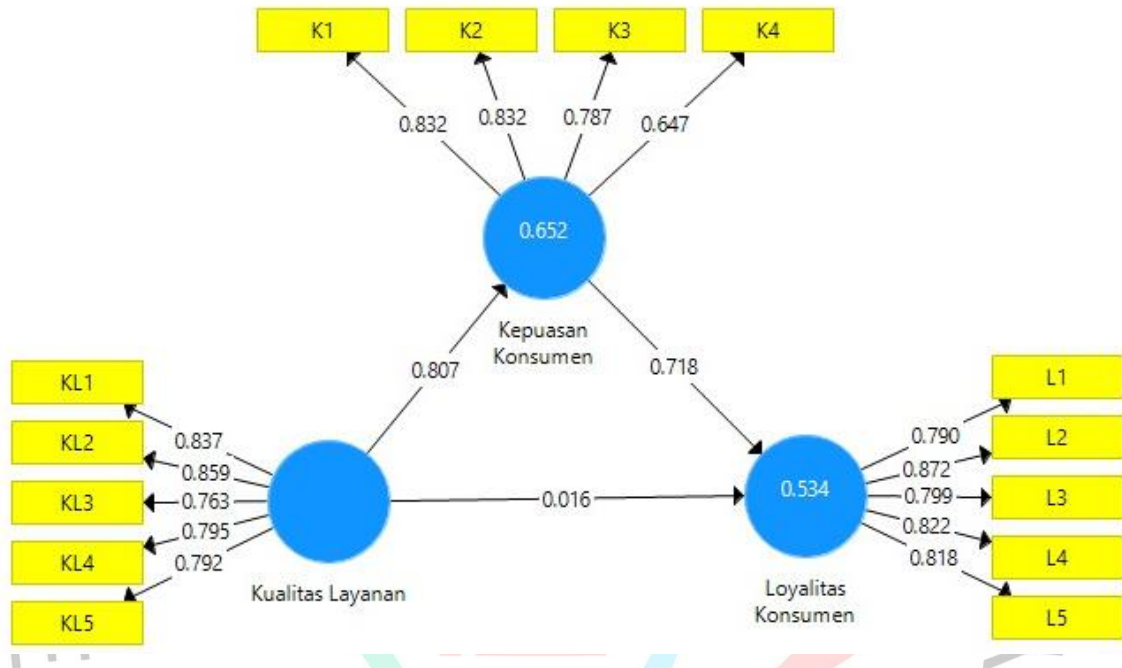 K1 K2 K3 K4
0.832 0.832 0.787 0.647
0.652
Kepuasan
Konsumen
0.807 0.718
KL1
KL2
KL3
KL4
KL5
0.837
0.859
0.763
0.795
0.792
Kualitas Layanan
0.016
0.534
Loyalitas
Konsumen
0.790
0.872
0.799
0.822
0.818
L1
L2
L3
L4
L5